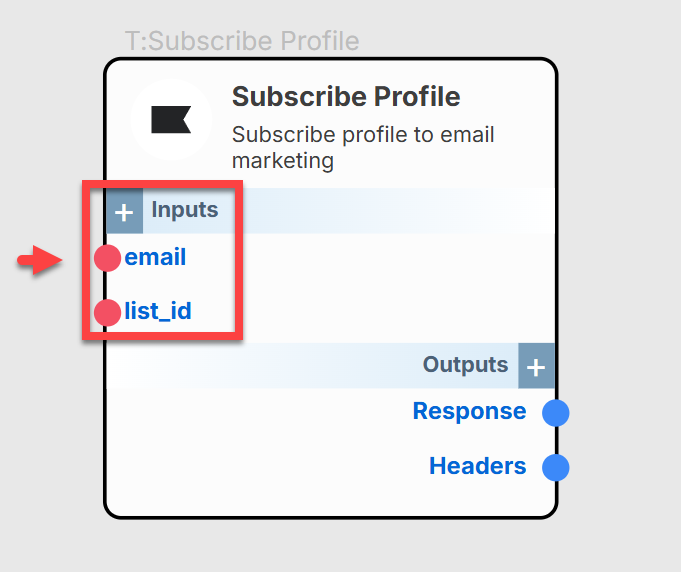 T:Subscribe Profile
Subscribe Profile
Subscribe profile to email
marketing
+ Inputs
email
list_id
Outputs +
Response
Headers